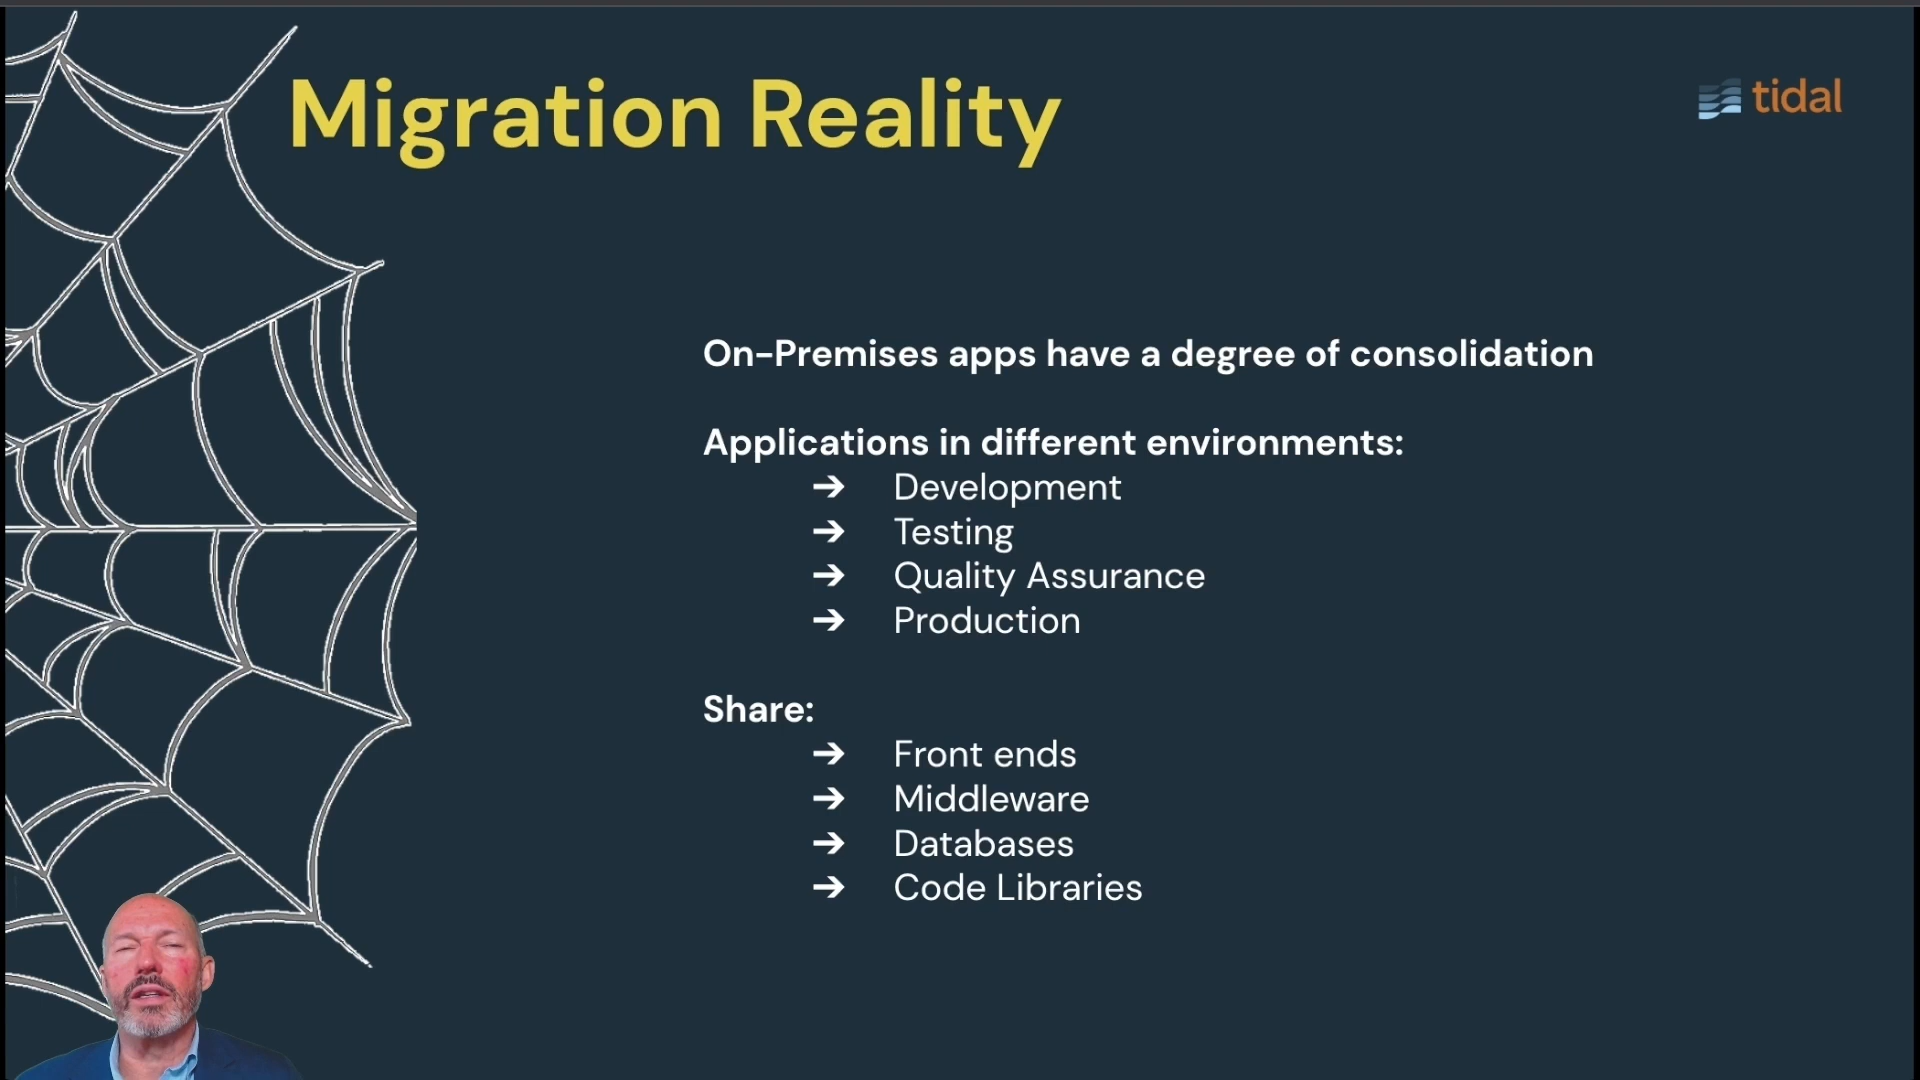 Migration Reality
tidal
On-Premises apps have a degree of consolidation
Applications in different environments:
➔ Development
➔ Testing
➔ Quality Assurance
➔ Production
Share:
➔ Front ends
➔ Middleware
➔ Databases
➔ Code Libraries